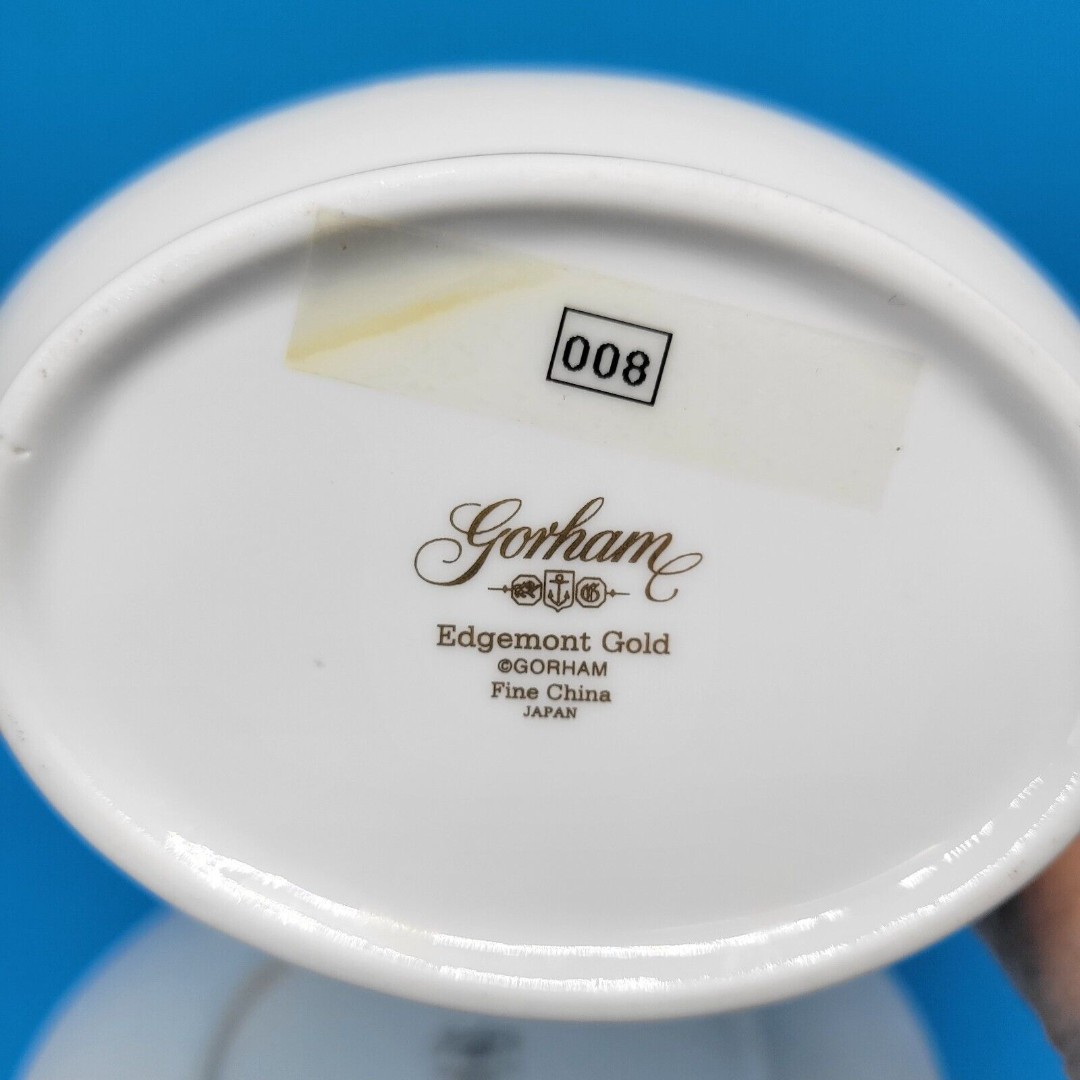 008
Gorham
Edgemont Gold
©GORHAM
Fine China
JAPAN